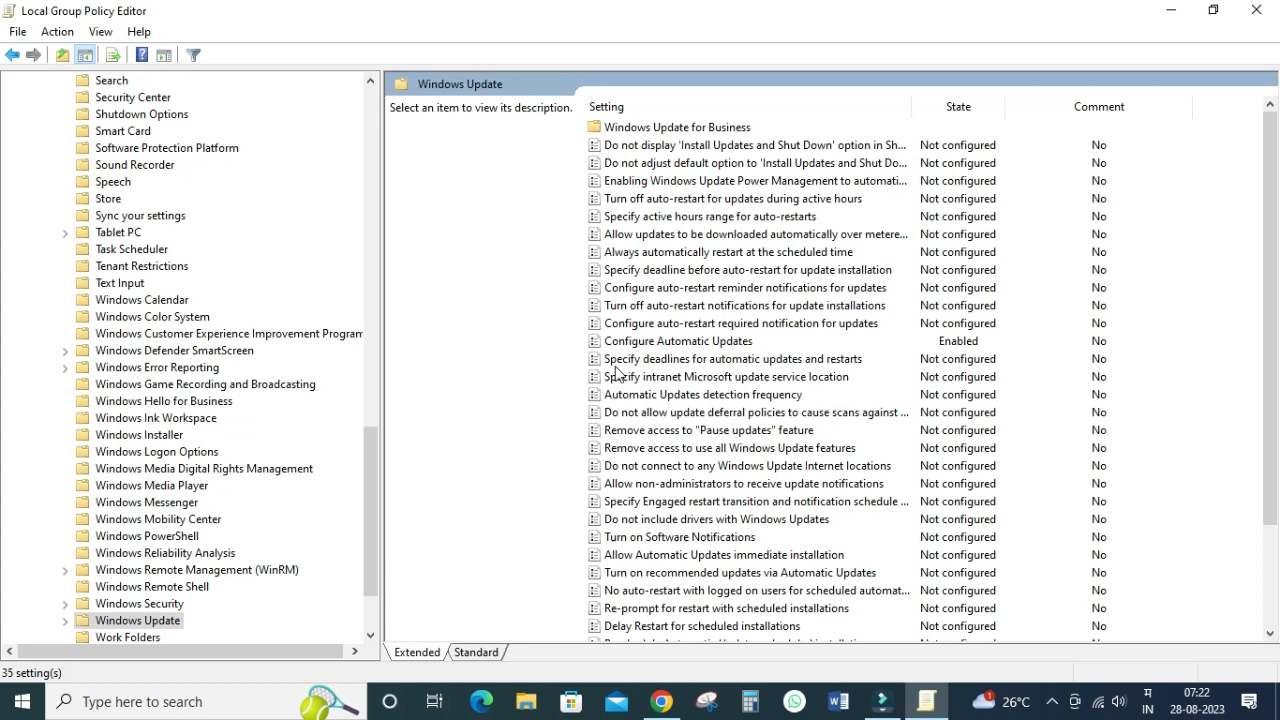 Local Group Policy Editor
File Action View Help
Search
Security Center
Shutdown Options
Smart Card
Software Protection Platform
Sound Recorder
Speech
Store
Sync your settings
Tablet PC
Task Scheduler
Tenant Restrictions
Text Input
Windows Calendar
Windows Color System
Windows Customer Experience Improvement Program
Windows Defender SmartScreen
Windows Error Reporting
Windows Game Recording and Broadcasting
Windows Hello for Business
Windows Ink Workspace
Windows Installer
Windows Logon Options
Windows Media Digital Rights Management
Windows Media Player
Windows Messenger
Windows Mobility Center
Windows PowerShell
Windows Reliability Analysis
Windows Remote Management (WinRM)
Windows Remote Shell
Windows Security
Windows Update
Work Folders
Windows Update
Select an item to view its description.
Setting State Comment
Windows Update for Business
Do not display 'Install Updates and Shut Down' option in Sh... Not configured No
Do not adjust default option to 'Install Updates and Shut Do... Not configured No
Enabling Windows Update Power Management to automati... Not configured No
Turn off auto-restart for updates during active hours Not configured No
Specify active hours range for auto-restarts Not configured No
Allow updates to be downloaded automatically over metere... Not configured No
Always automatically restart at the scheduled time Not configured No
Specify deadline before auto-restart for update installation Not configured No
Configure auto-restart reminder notifications for updates Not configured No
Turn off auto-restart notifications for update installations Not configured No
Configure auto-restart required notification for updates Not configured No
Configure Automatic Updates Enabled No
Specify deadlines for automatic updates and restarts Not configured No
Specify intranet Microsoft update service location Not configured No
Automatic Updates detection frequency Not configured No
Do not allow update deferral policies to cause scans against ... Not configured No
Remove access to "Pause updates" feature Not configured No
Remove access to use all Windows Update features Not configured No
Do not connect to any Windows Update Internet locations Not configured No
Allow non-administrators to receive update notifications Not configured No
Specify Engaged restart transition and notification schedule ... Not configured No
Do not include drivers with Windows Updates Not configured No
Turn on Software Notifications Not configured No
Allow Automatic Updates immediate installation Not configured No
Turn on recommended updates via Automatic Updates Not configured No
No auto-restart with logged on users for scheduled automat... Not configured No
Re-prompt for restart with scheduled installations Not configured No
Delay Restart for scheduled installations Not configured No
Extended Standard
35 setting(s)
Type here to search
1
26°C
म
IN
07:22
28-08-2023